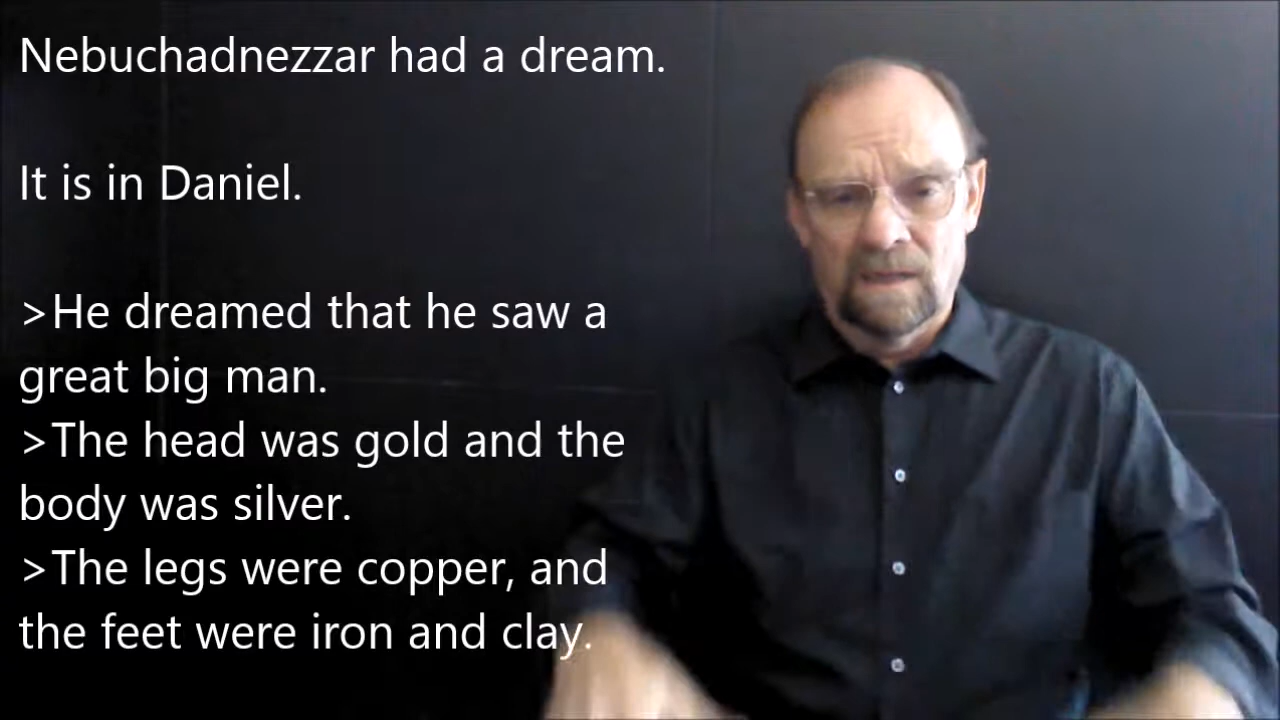 Nebuchadnezzar had a dream.
It is in Daniel.
>He dreamed that he saw a
great big man.
>The head was gold and the
body was silver.
>The legs were copper, and
the feet were iron and clay.